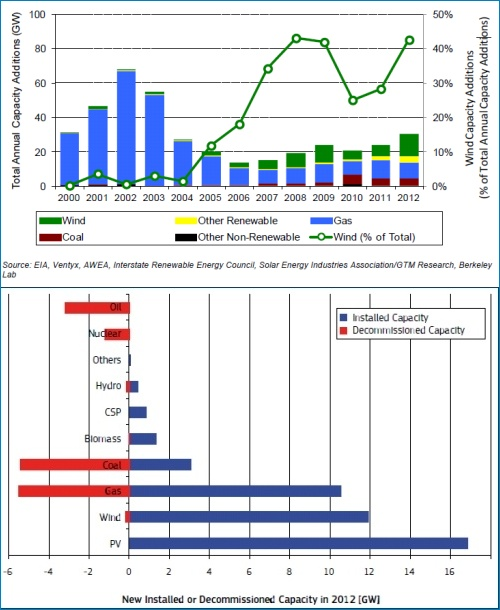 Total Annual Capacity Additions (GW)
100
80
60
40
20
0
50%
40%
30%
20%
10%
0%
Wind Capacity Additions
(% of Total Annual Capacity Additions)
2000 2001 2002 2003 2004 2005 2006 2007 2008 2009 2010 2011 2012
Wind Other Renewable Gas
Coal Other Non-Renewable Wind (% of Total)
Source: EIA, Ventyx, AWEA, Interstate Renewable Energy Council, Solar Energy Industries Association/GTM Research, Berkeley
Lab
Installed Capacity
Decommissioned Capacity
Oil
Nuclear
Others
Hydro
CSP
Biomass
Coal
Gas
Wind
PV
-6 -4 -2 0 2 4 6 8 10 12 14 16
New Installed or Decommissioned Capacity in 2012 [GW]